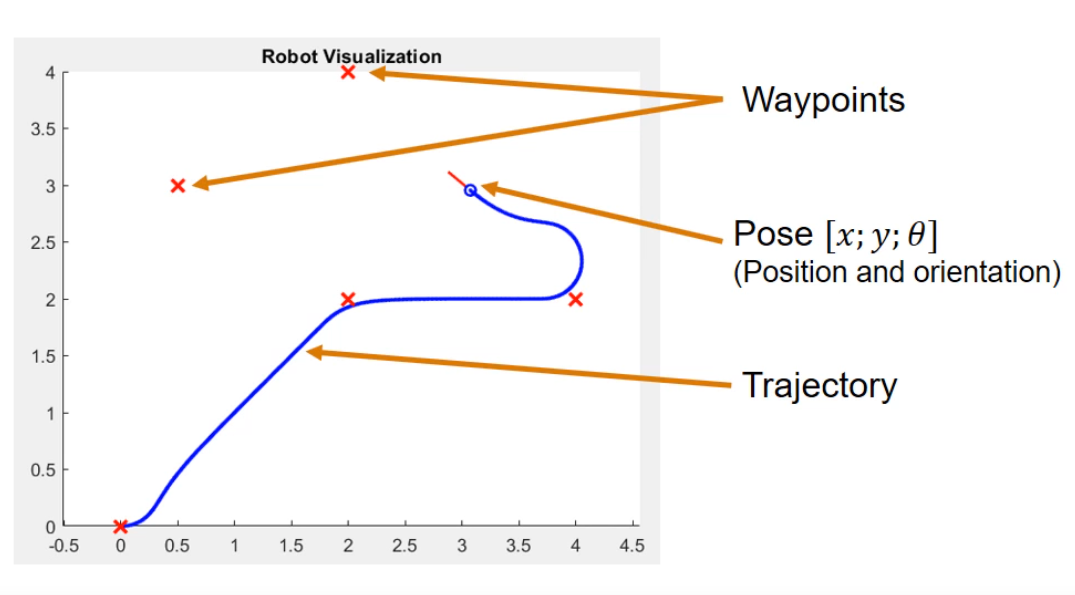 Robot Visualization
4
3.5
3
2.5
2
1.5
1
0.5
0
-0.5 0 0.5 1 1.5 2 2.5 3 3.5 4 4.5
Waypoints
Pose [x; y; θ]
(Position and orientation)
Trajectory